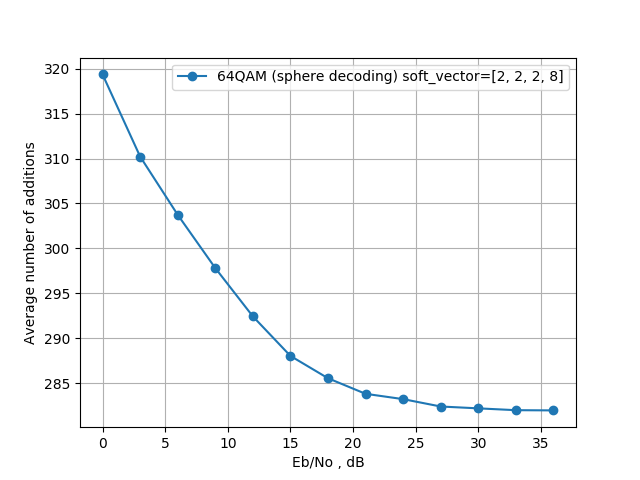 64QAM (sphere decoding) soft_vector=[2, 2, 2, 8]
320
315
310
305
300
295
290
285
Average number of additions
0 5 10 15 20 25 30 35
Eb/No , dB